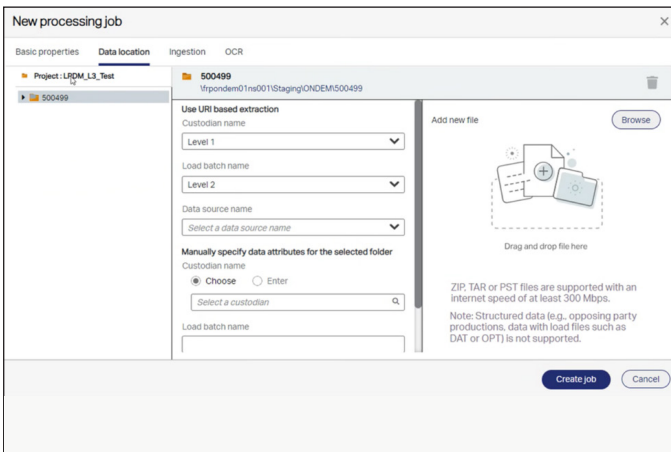 New processing job
Basic properties Data location Ingestion OCR
Project : LRDM_L3_Test
500499
500499
\frpondem01ns001\Staging\ONDEM\500499
Use URI based extraction
Custodian name
Level 1
Load batch name
Level 2
Data source name
Select a data source name
Manually specify data attributes for the selected folder
Custodian name
Choose Enter
Select a custodian
Load batch name
Add new file
Browse
Drag and drop file here
ZIP, TAR or PST files are supported with an
internet speed of at least 300 Mbps.
Note: Structured data (e.g., opposing party
productions, data with load files such as
DAT or OPT) is not supported.
Create job Cancel